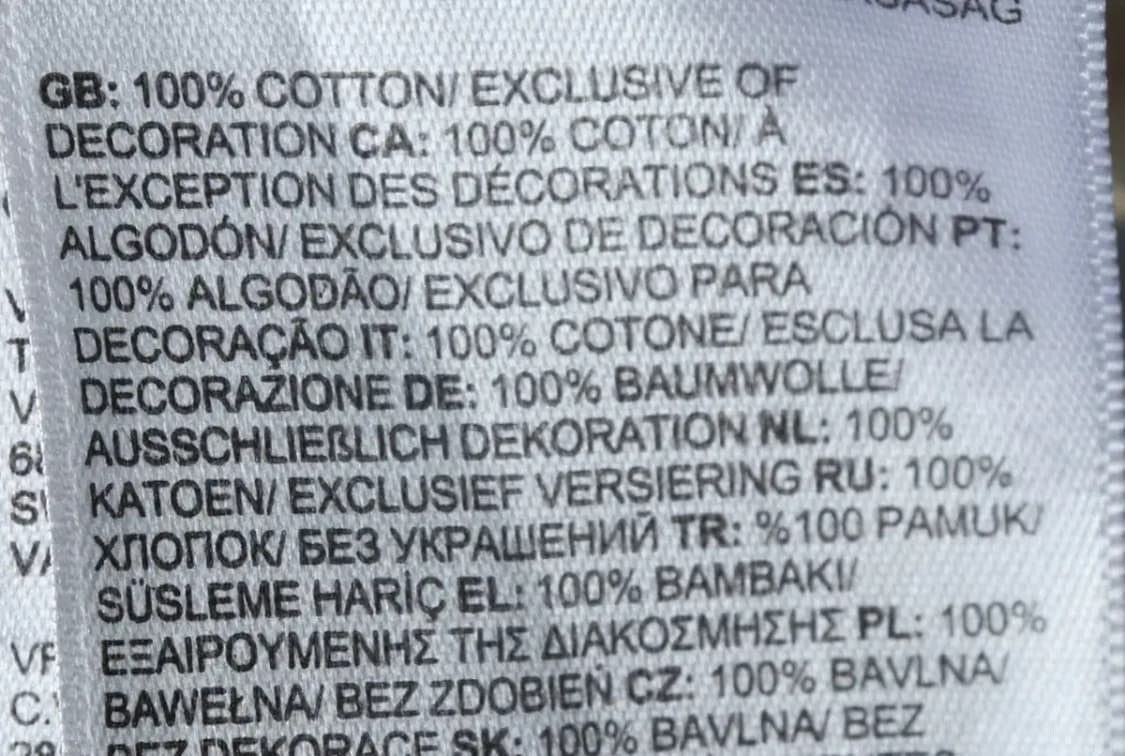 GB: 100% COTTON/ EXCLUSIVE OF
DECORATION CA: 100% COTON/ À
L'EXCEPTION DES DÉCORATIONS ES: 100%
ALGODÓN/ EXCLUSIVO DE DECORACIÓN PT:
100% ALGODÃO/ EXCLUSIVO PARA
DECORAÇÃO IT: 100% COTONE/ ESCLUSA LA
DECORAZIONE DE: 100% BAUMWOLLE/
AUSSCHLIEßLICH DEKORATION NL: 100%
KATOEN/ EXCLUSIEF VERSIERING RU: 100%
ХЛОПОК/ БЕЗ УКРАШЕНИЙ TR: %100 PAMUK/
SÜSLEME HARİÇ EL: 100% ΒΑΜΒΑΚΙ/
ΕΞΑΙΡΟΥΜΕΝΗΣ ΤΗΣ ΔΙΑΚΟΣΜΗΣΗΣ PL: 100%
BAWEŁNA/ BEZ ZDOBIEŃ CZ: 100% BAVLNA/
BEZ DEKORACE SK: 100% BAVLNA/ BEZ